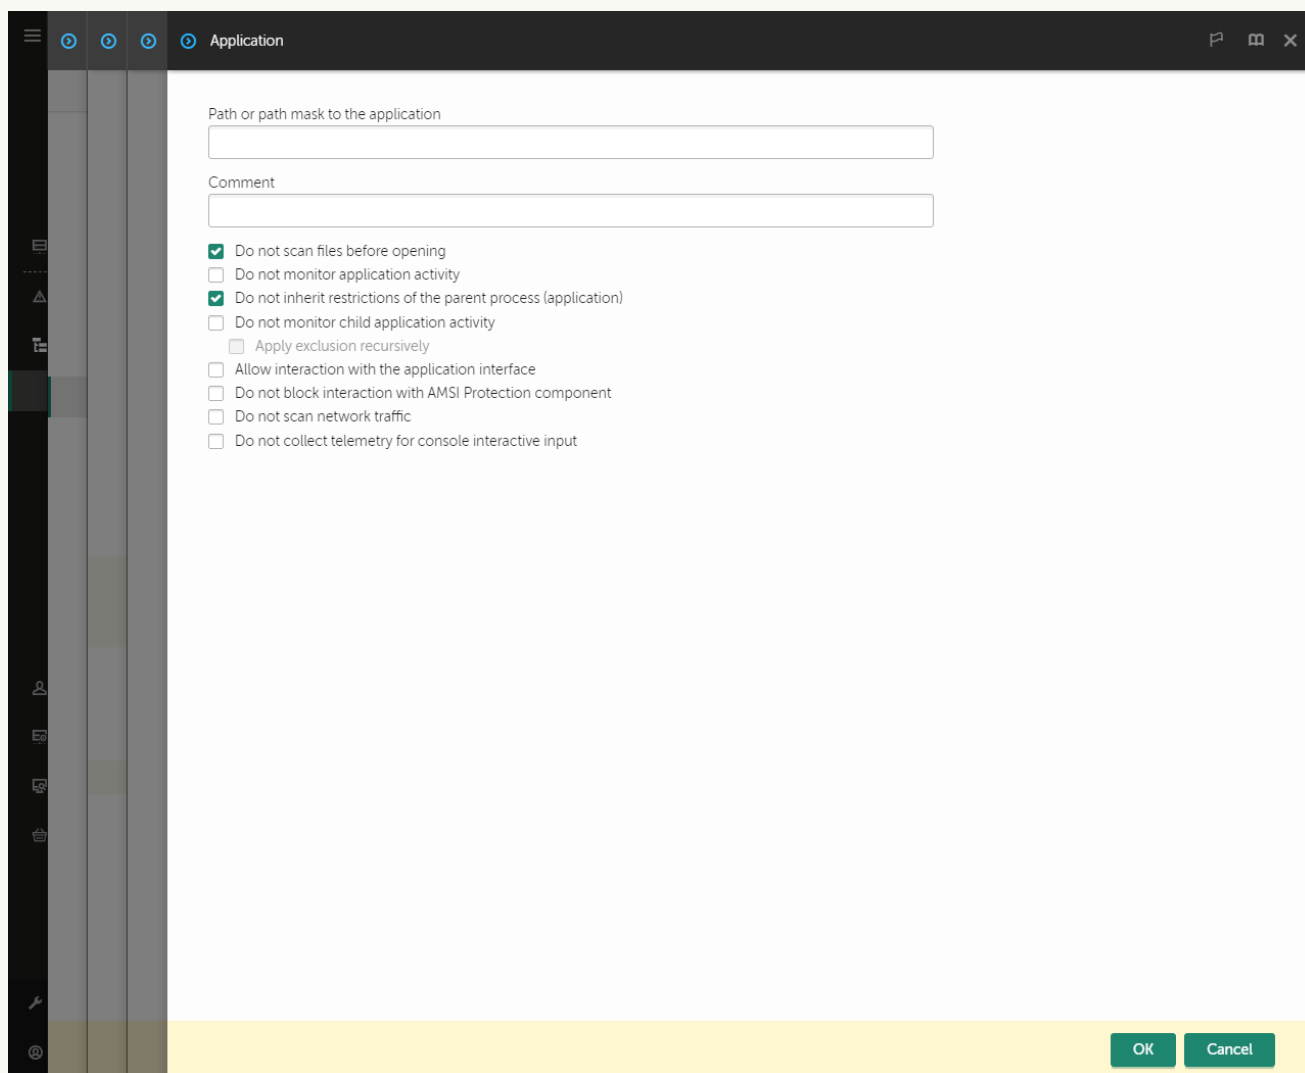 Application
Path or path mask to the application
Comment
Do not scan files before opening
Do not monitor application activity
Do not inherit restrictions of the parent process (application)
Do not monitor child application activity
Apply exclusion recursively
Allow interaction with the application interface
Do not block interaction with AMSI Protection component
Do not scan network traffic
Do not collect telemetry for console interactive input
OK Cancel